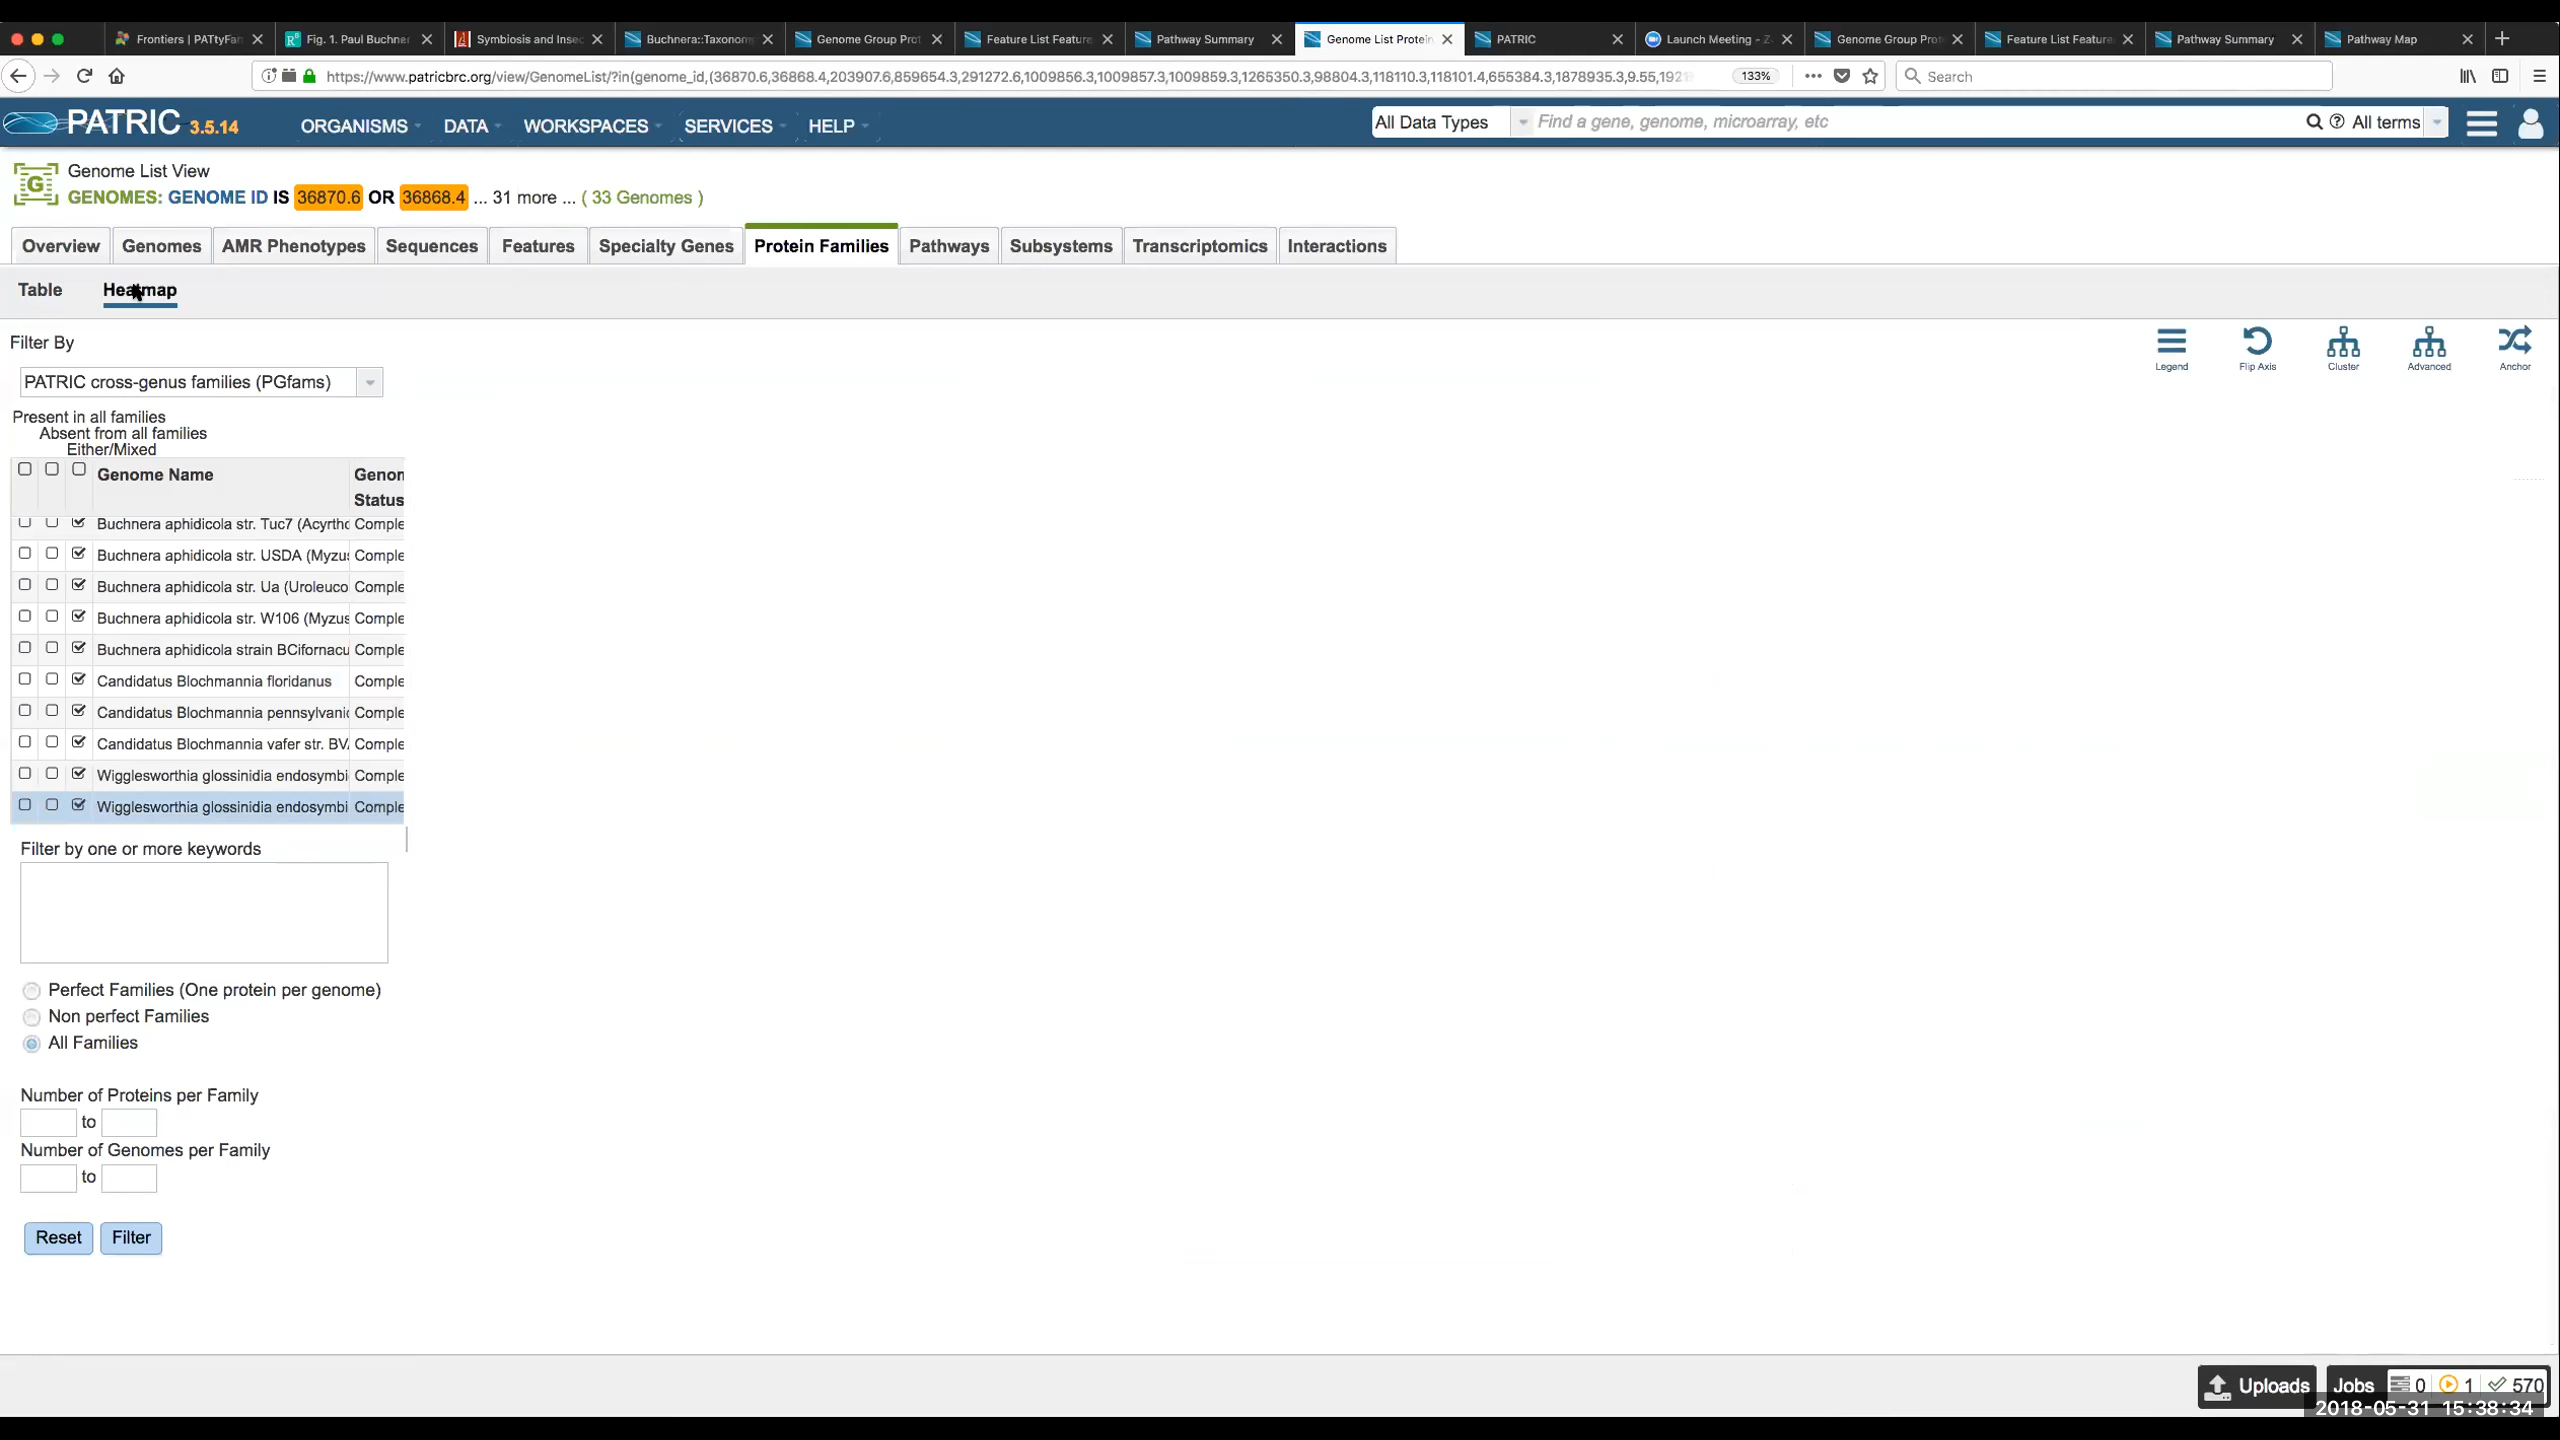 Frontiers | PATtyFam
Fig. 1. Paul Buchner
Symbiosis and Insec
Buchnera::Taxonom
Genome Group Prot
Feature List Feature
Pathway Summary
Genome List Protein
PATRIC
Launch Meeting - Z
Genome Group Prot
Feature List Feature
Pathway Summary
Pathway Map
https://www.patricbrc.org/view/GenomeList/?in(genome_id,(36870.6,36868.4,203907.6,859654.3,291272.6,1009856.3,1009857.3,1009859.3,1265350.3,98804.3,118110.3,118101.4,655384.3,1878935.3,9.55,1921
133%
Search
PATRIC 3.5.14
ORGANISMS
DATA
WORKSPACES
SERVICES
HELP
All Data Types
Find a gene, genome, microarray, etc
All terms
Genome List View
GENOMES: GENOME ID IS 36870.6 OR 36868.4 ... 31 more ... ( 33 Genomes )
Overview
Genomes
AMR Phenotypes
Sequences
Features
Specialty Genes
Protein Families
Pathways
Subsystems
Transcriptomics
Interactions
Table
Heatmap
Filter By
Legend
Flip Axis
Cluster
Advanced
Anchor
PATRIC cross-genus families (PGfams)
Present in all families
Absent from all families
Either/Mixed
Genome Name
Genom
Status
Buchnera aphidicola str. Tuc7 (Acyrtho Comple
Buchnera aphidicola str. USDA (Myzus Comple
Buchnera aphidicola str. Ua (Uroleuco Comple
Buchnera aphidicola str. W106 (Myzus Comple
Buchnera aphidicola strain BCifornacu Comple
Candidatus Blochmannia floridanus Comple
Candidatus Blochmannia pennsylvanic Comple
Candidatus Blochmannia vafer str. BVA Comple
Wigglesworthia glossinidia endosymbi Comple
Wigglesworthia glossinidia endosymbi Comple
Filter by one or more keywords
Perfect Families (One protein per genome)
Non perfect Families
All Families
Number of Proteins per Family
to
Number of Genomes per Family
to
Reset
Filter
Uploads
Jobs 0 1 570
2018-05-31 15:38:34